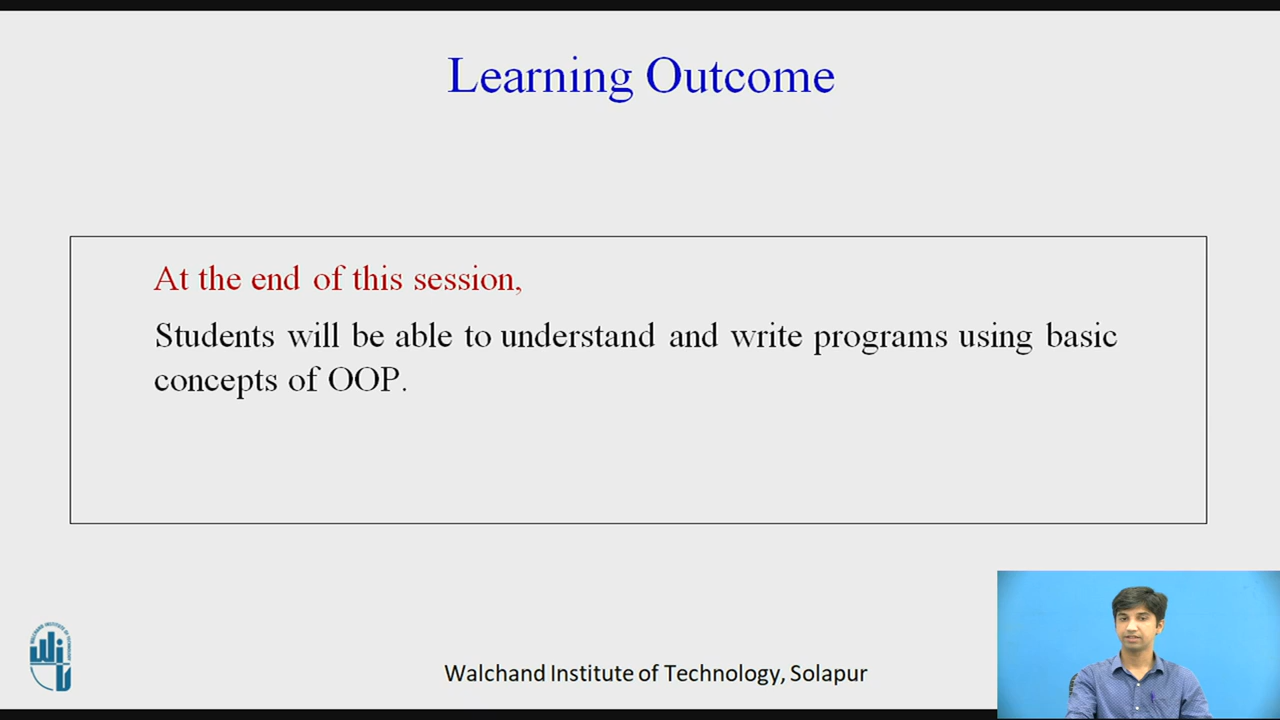 Learning Outcome
At the end of this session,
Students will be able to understand and write programs using basic
concepts of OOP.
Walchand Institute of Technology, Solapur